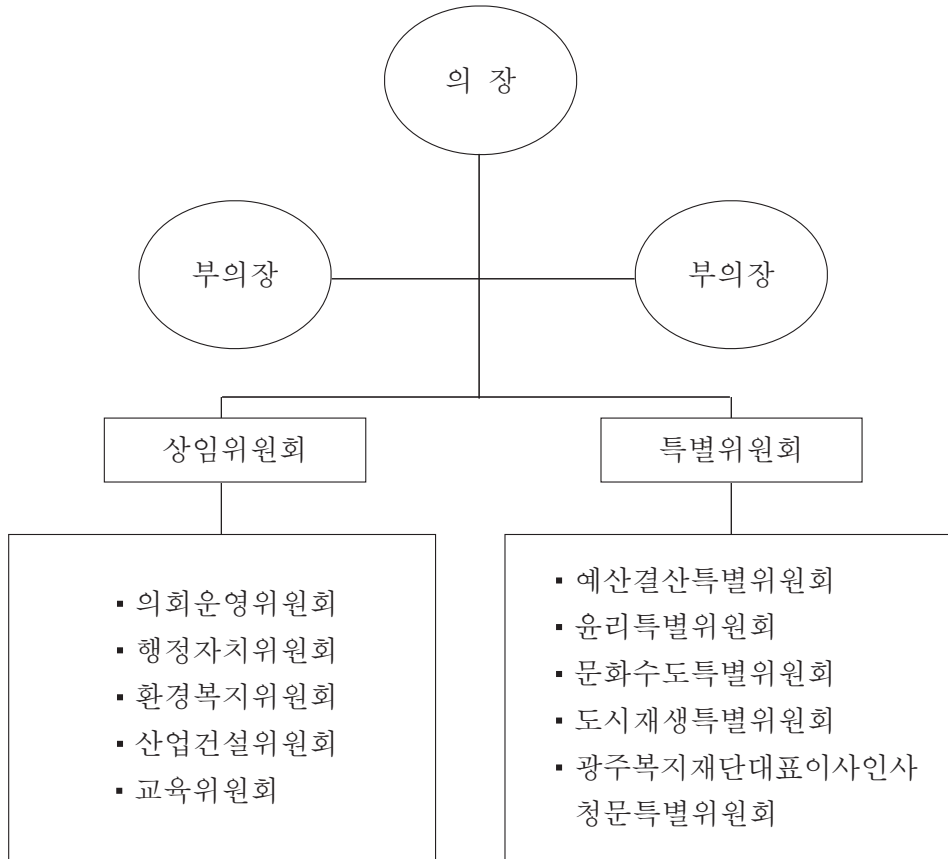 의 장
부의장
부의장
상임위원회
특별위원회
▪ 의회운영위원회
▪ 행정자치위원회
▪ 환경복지위원회
▪ 산업건설위원회
▪ 교육위원회
▪ 예산결산특별위원회
▪ 윤리특별위원회
▪ 문화수도특별위원회
▪ 도시재생특별위원회
▪ 광주복지재단대표이사인사
청문특별위원회